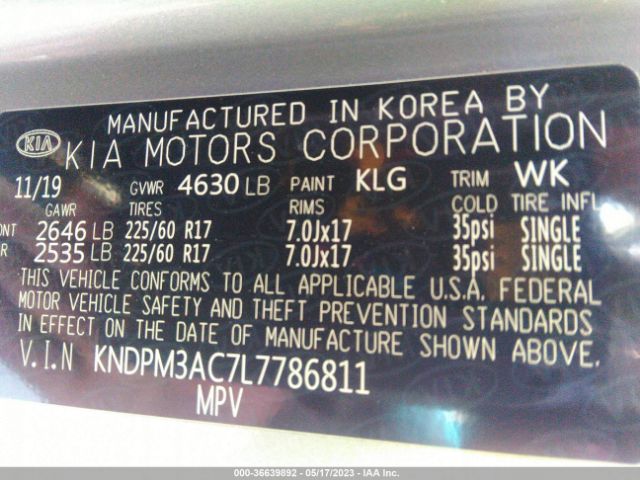 MANUFACTURED IN KOREA BY
KIA KIA MOTORS CORPORATION
11/19 GVWR 4630 LB PAINT KLG TRIM WK
GAWR TIRES RIMS COLD TIRE INFL
NT 2646 LB 225/60 R17 7.0Jx17 35psi SINGLE
R 2535 LB 225/60 R17 7.0Jx17 35psi SINGLE
THIS VEHICLE CONFORMS TO ALL APPLICABLE U.S.A. FEDERAL
MOTOR VEHICLE SAFETY AND THEFT PREVENTION STANDARDS
IN EFFECT ON THE DATE OF MANUFACTURE SHOWN ABOVE.
V.I.N KNDPM3AC7L7786811
MPV
000-36639892 - 05/17/2023 - IAA Inc.